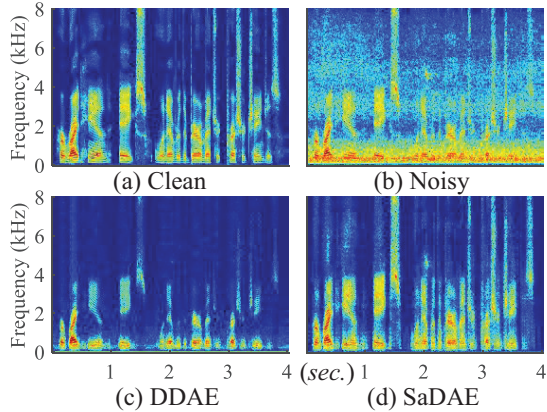 Frequency (kHz)
8
6
4
2
0
(a) Clean
(b) Noisy
Frequency (kHz)
8
6
4
2
0
1 2 3 4 (sec.) 1 2 3 4
(c) DDAE
(d) SaDAE